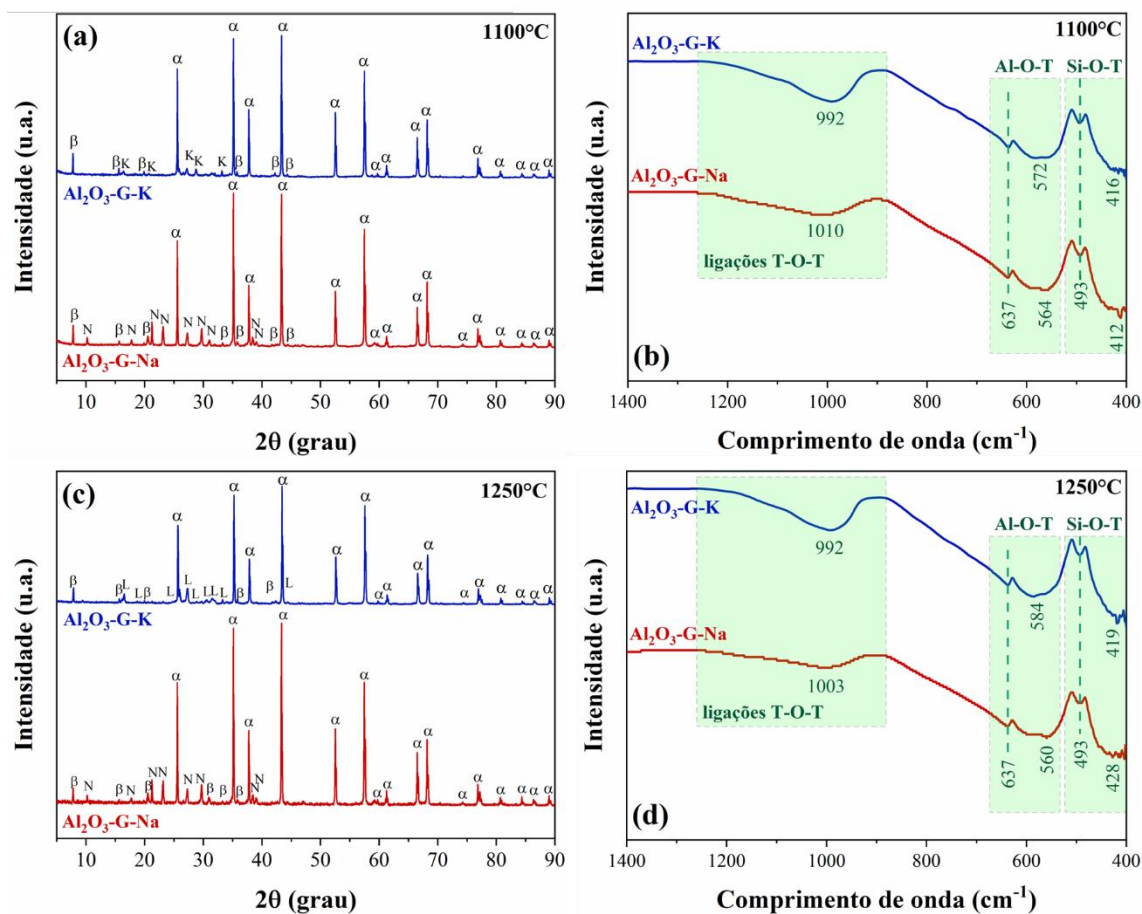 (a)
1100°C
Al₂O₃-G-K
Al₂O₃-G-Na
β α α α α α α α α α α α α α α α α
β K β K K K K β β β
β N β N β N N N N β β N N β β
α α α α α α α α α α α α α α α
Intensidade (u.a.)
10 20 30 40 50 60 70 80 90
2θ (grau)
1100°C
Al₂O₃-G-K
Al-O-T Si-O-T
992
572
416
Al₂O₃-G-Na
1010
ligações T-O-T
637
564
493
412
(b)
Intensidade (u.a.)
1400 1200 1000 800 600 400
Comprimento de onda (cm⁻¹)
(c)
1250°C
Al₂O₃-G-K
β β L L β L L L L L L β β L
α α α α α α α α α α α α α α α
Al₂O₃-G-Na
β N β N β N N N N β β β N N
α α α α α α α α α α α α α α α
Intensidade (u.a.)
10 20 30 40 50 60 70 80 90
2θ (grau)
1250°C
Al₂O₃-G-K
Al-O-T Si-O-T
992
584
419
Al₂O₃-G-Na
1003
ligações T-O-T
637
560
493
428
(d)
Intensidade (u.a.)
1400 1200 1000 800 600 400
Comprimento de onda (cm⁻¹)